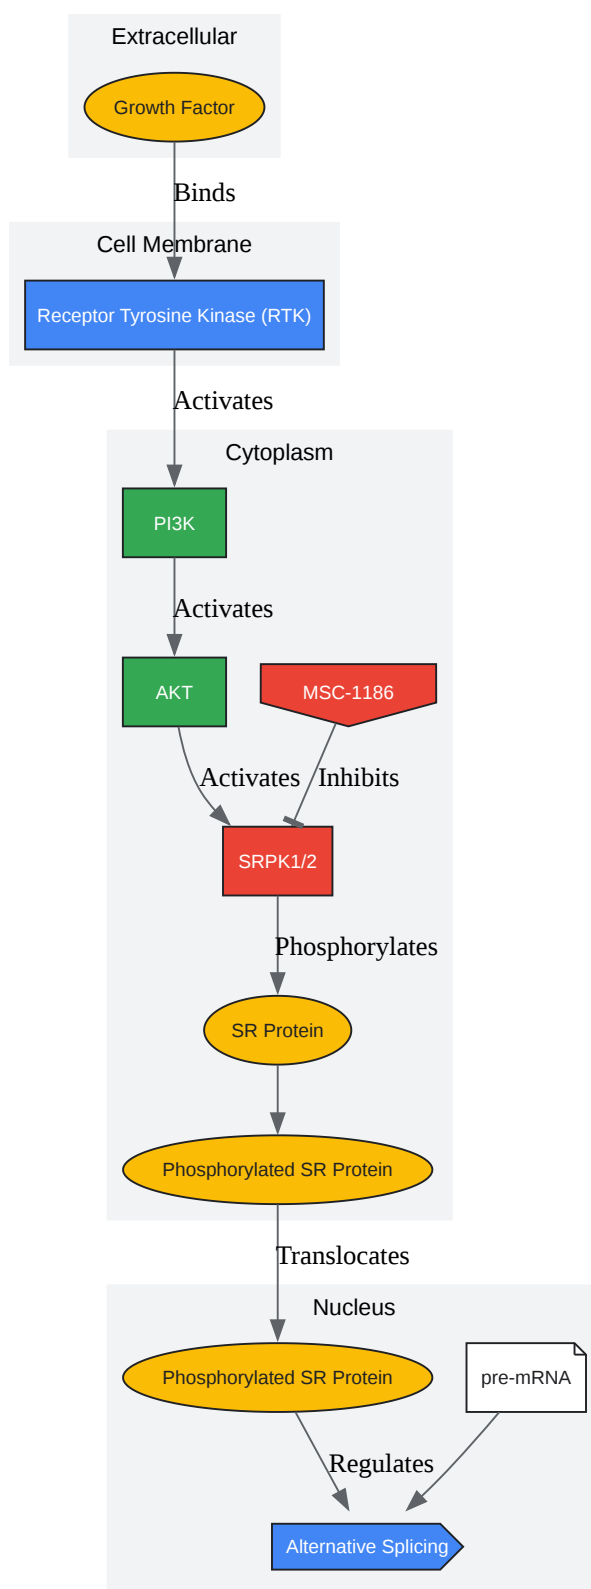 Extracellular
Growth Factor
Binds
Cell Membrane
Receptor Tyrosine Kinase (RTK)
Activates
Cytoplasm
PI3K
Activates
AKT
MSC-1186
Activates
Inhibits
SRPK1/2
Phosphorylates
SR Protein
Phosphorylated SR Protein
Translocates
Nucleus
Phosphorylated SR Protein
pre-mRNA
Regulates
Alternative Splicing